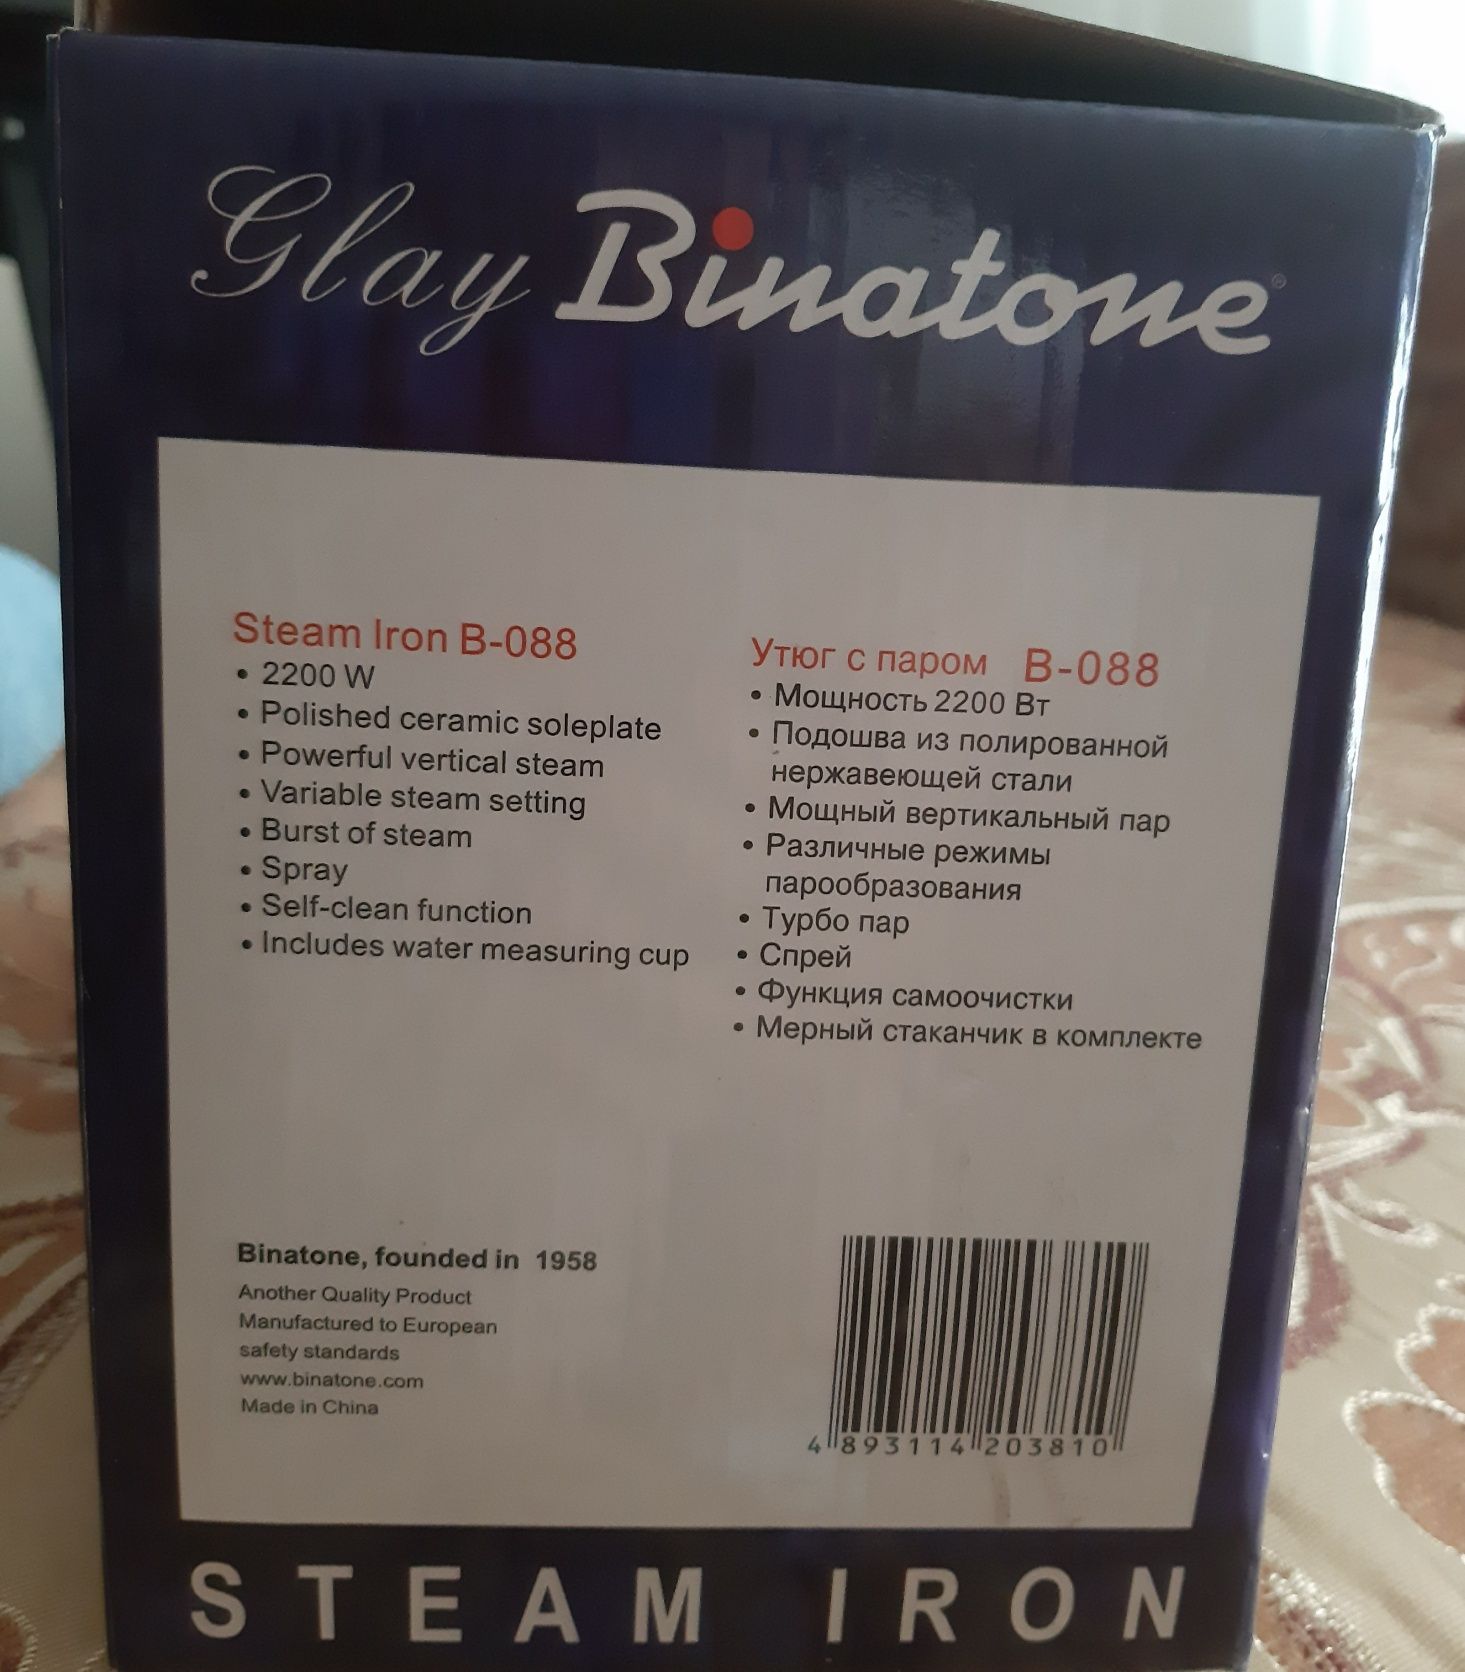 Glay Binatone®
Steam Iron B-088
• 2200 W
• Polished ceramic soleplate
• Powerful vertical steam
• Variable steam setting
• Burst of steam
• Spray
• Self-clean function
• Includes water measuring cup
Утюг с паром B-088
• Мощность 2200 Вт
• Подошва из полированной
нержавеющей стали
• Мощный вертикальный пар
• Различные режимы
парообразования
• Турбо пар
• Спрей
• Функция самоочистки
• Мерный стаканчик в комплекте
Binatone, founded in 1958
Another Quality Product
Manufactured to European
safety standards
www.binatone.com
Made in China
4 893114 203810
STEAM IRON